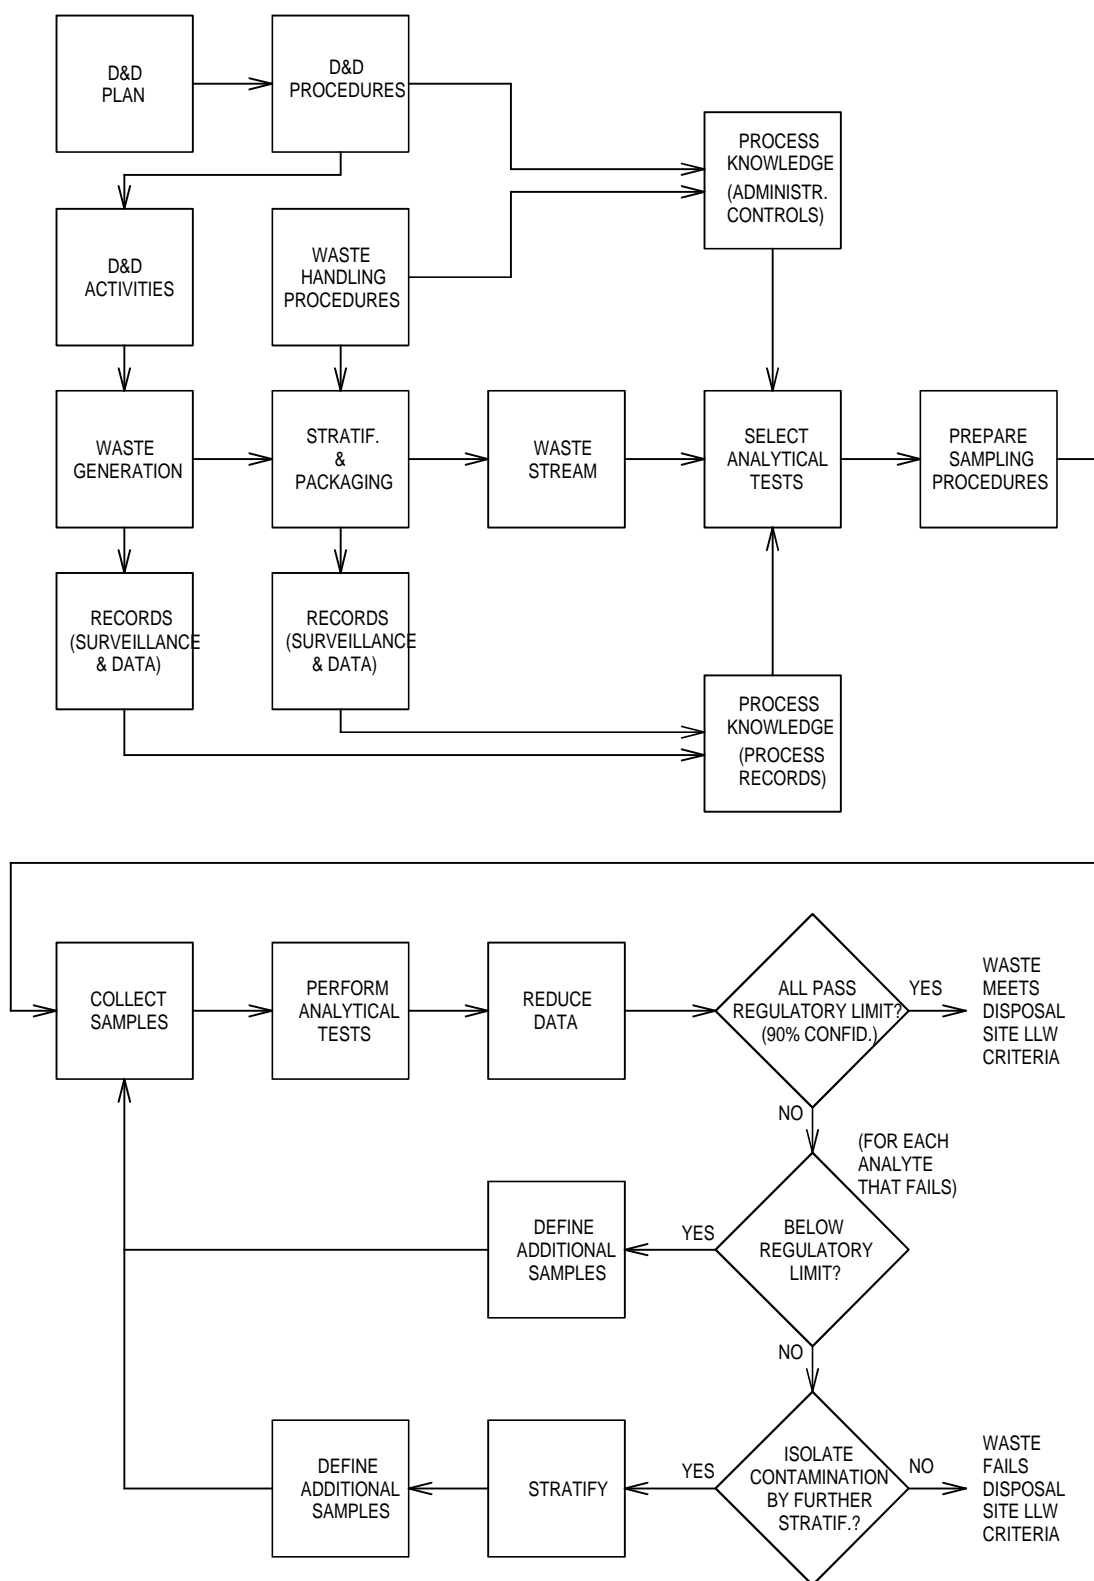 D&D
PLAN
D&D
PROCEDURES
PROCESS
KNOWLEDGE
(ADMINISTR.
CONTROLS)
D&D
ACTIVITIES
WASTE
HANDLING
PROCEDURES
WASTE
GENERATION
STRATIF.
&
PACKAGING
WASTE
STREAM
SELECT
ANALYTICAL
TESTS
PREPARE
SAMPLING
PROCEDURES
RECORDS
(SURVEILLANCE
& DATA)
RECORDS
(SURVEILLANCE
& DATA)
PROCESS
KNOWLEDGE
(PROCESS
RECORDS)
COLLECT
SAMPLES
PERFORM
ANALYTICAL
TESTS
REDUCE
DATA
ALL PASS
REGULATORY LIMIT?
(90% CONFID.)
YES
WASTE
MEETS
DISPOSAL
SITE LLW
CRITERIA
NO
(FOR EACH
ANALYTE
THAT FAILS)
BELOW
REGULATORY
LIMIT?
YES
DEFINE
ADDITIONAL
SAMPLES
NO
ISOLATE
CONTAMINATION
BY FURTHER
STRATIF.?
YES
STRATIFY
DEFINE
ADDITIONAL
SAMPLES
NO
WASTE
FAILS
DISPOSAL
SITE LLW
CRITERIA